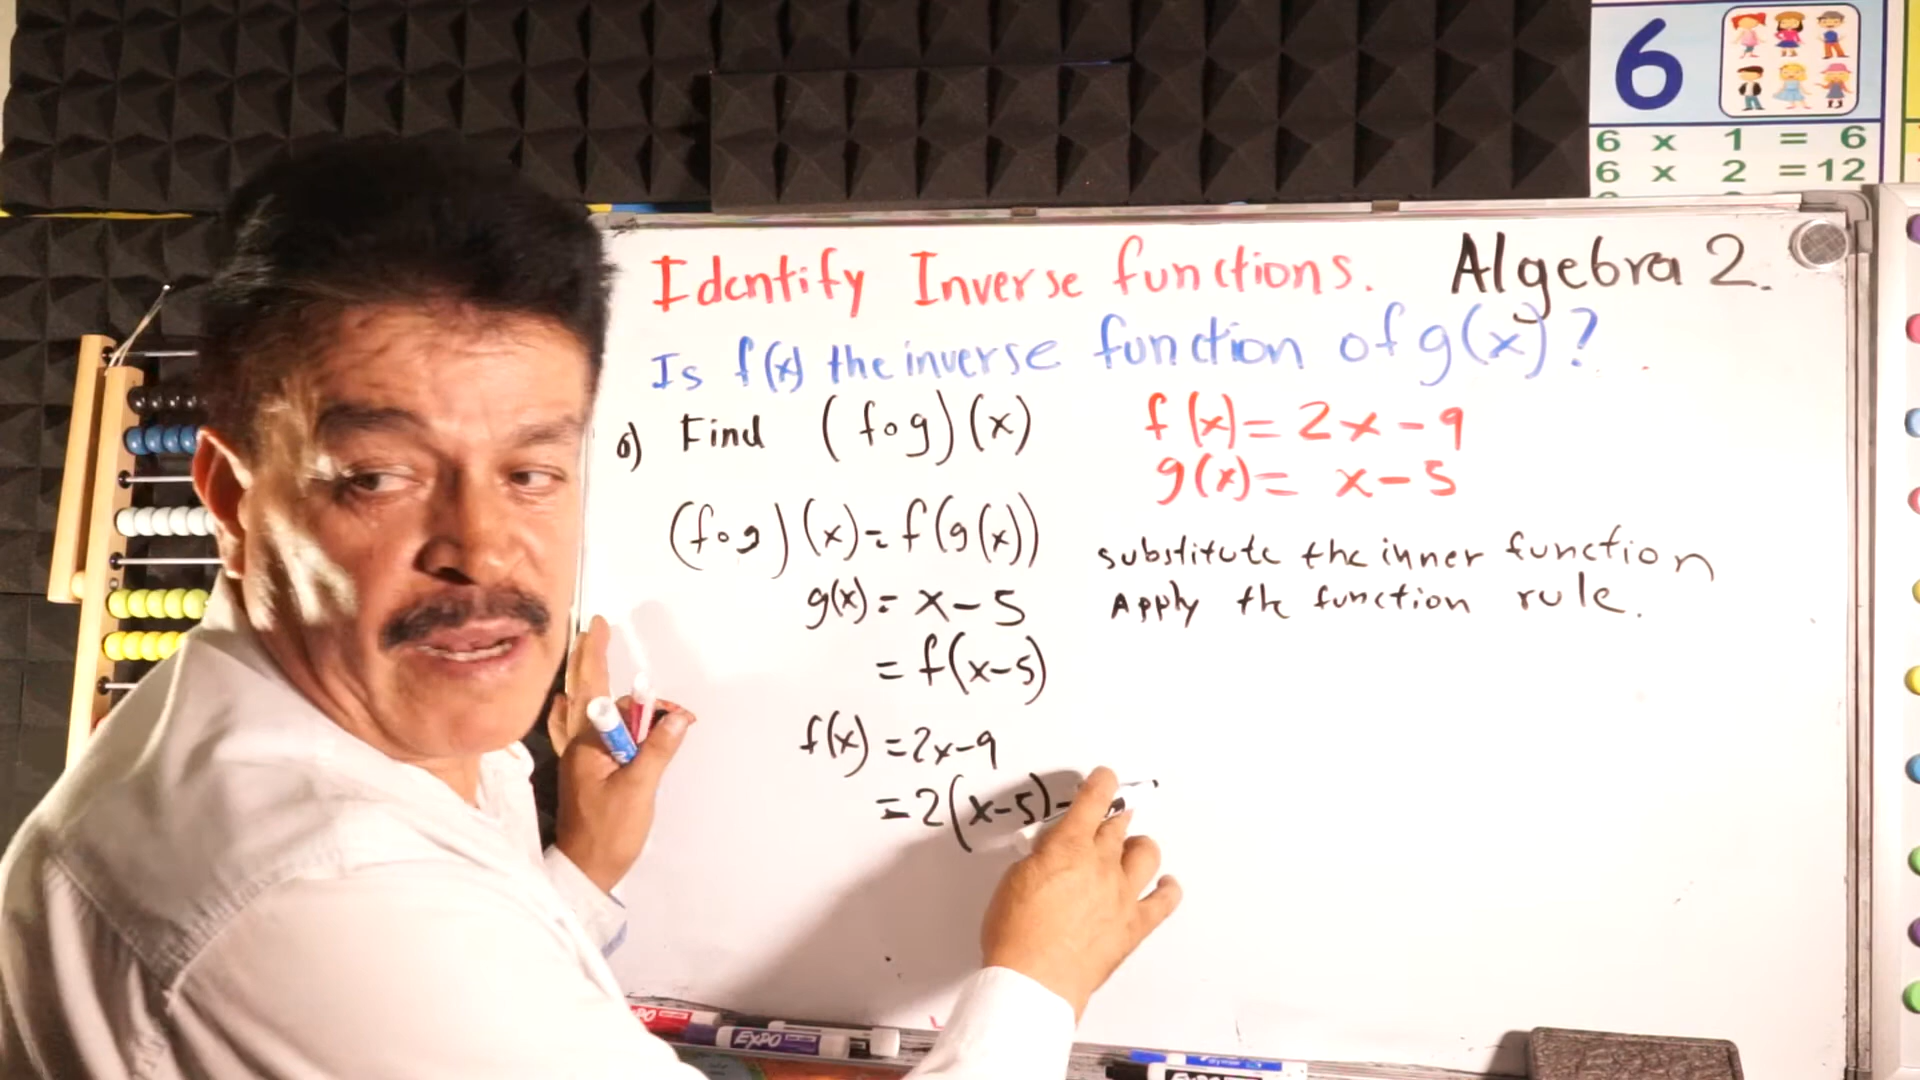 6
6 x 1 = 6
6 x 2 = 12
Identify Inverse functions. Algebra 2.
Is f(x) the inverse function of g(x)?
a) Find (f∘g)(x)
f(x) = 2x - 9
g(x) = x - 5
(f∘g)(x) = f(g(x))
substitute the inner function
g(x) = x - 5
Apply the function rule.
= f(x-5)
f(x) = 2x-9
= 2(x-5)-
EXPO